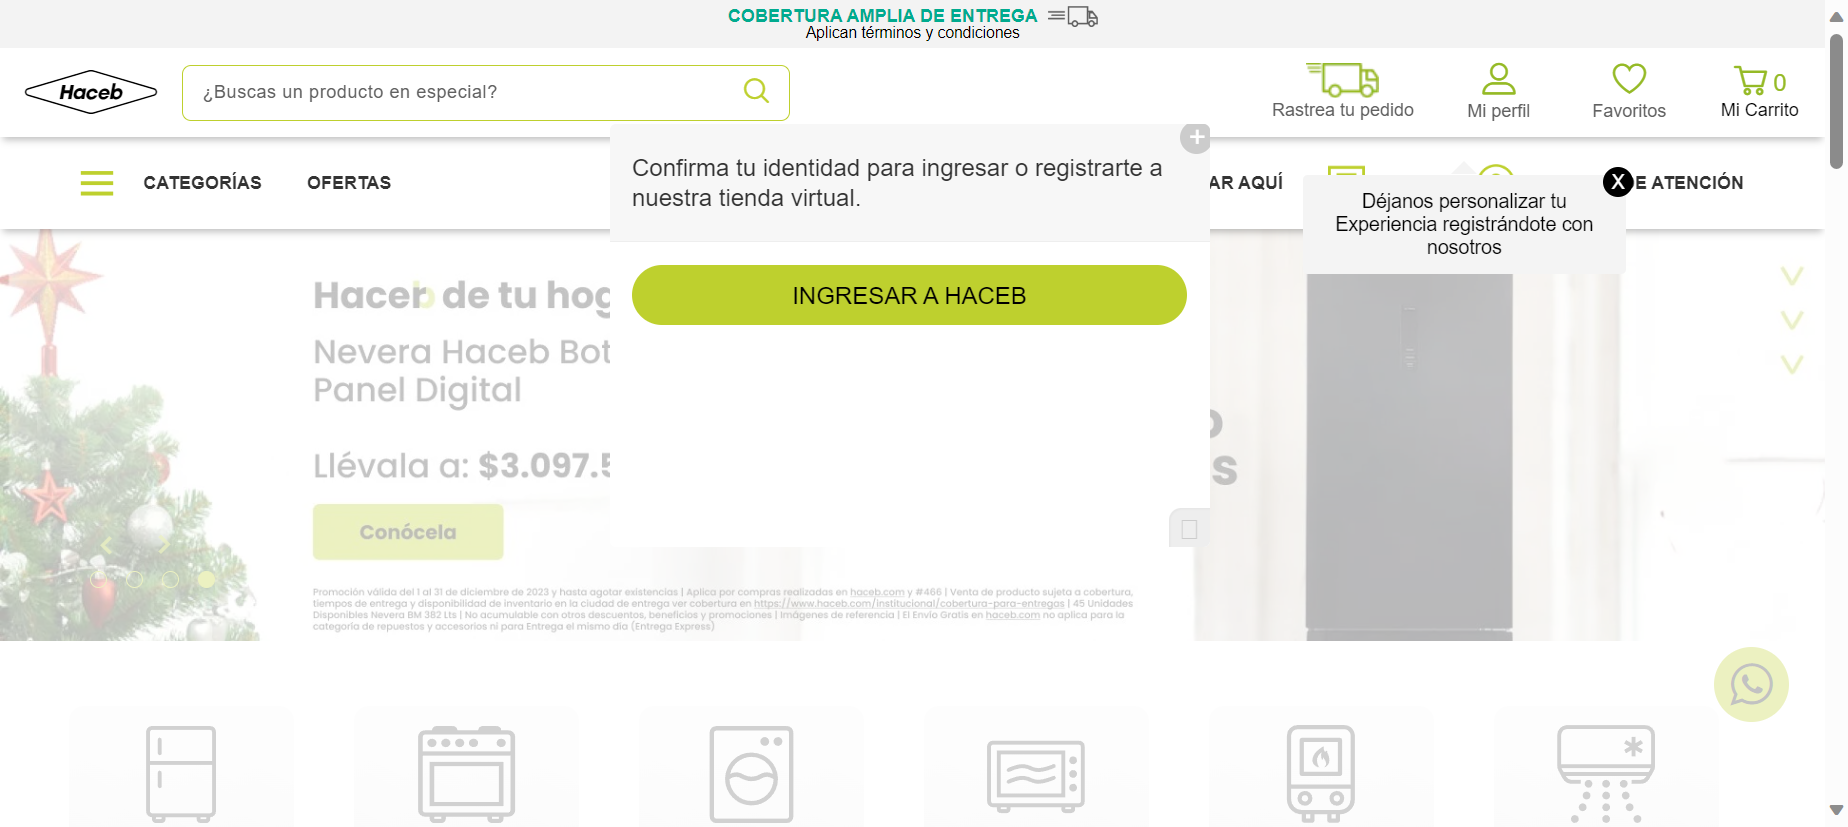 COBERTURA AMPLIA DE ENTREGA
Aplican términos y condiciones
Haceb
¿Buscas un producto en especial?
Rastrea tu pedido
Mi perfil
Favoritos
0
Mi Carrito
CATEGORÍAS
OFERTAS
AR AQUÍ
E ATENCIÓN
Confirma tu identidad para ingresar o registrarte a
nuestra tienda virtual.
INGRESAR A HACEB
X
Déjanos personalizar tu
Experiencia registrándote con
nosotros
de tu hog
Nevera Haceb Bot
Panel Digital
Llévala a: $3.097.5
Conócela
Promoción válida del 1 al 31 de diciembre de 2023 y hasta agotar existencias | Aplica por compras realizadas en haceb.com y #466 | Venta de producto sujeta a cobertura,
tiempos de entrega y disponibilidad de inventario en la ciudad de entrega ver cobertura en https://www.haceb.com/institucional/cobertura-para-entregas | 45 Unidades
Disponibles Nevera BM 382 Lts | No acumulable con otros descuentos, beneficios y promociones | Imágenes de referencia | El Envío Gratis en haceb.com no aplica para la
categoría de repuestos y accesorios ni para Entrega el mismo día (Entrega Express)